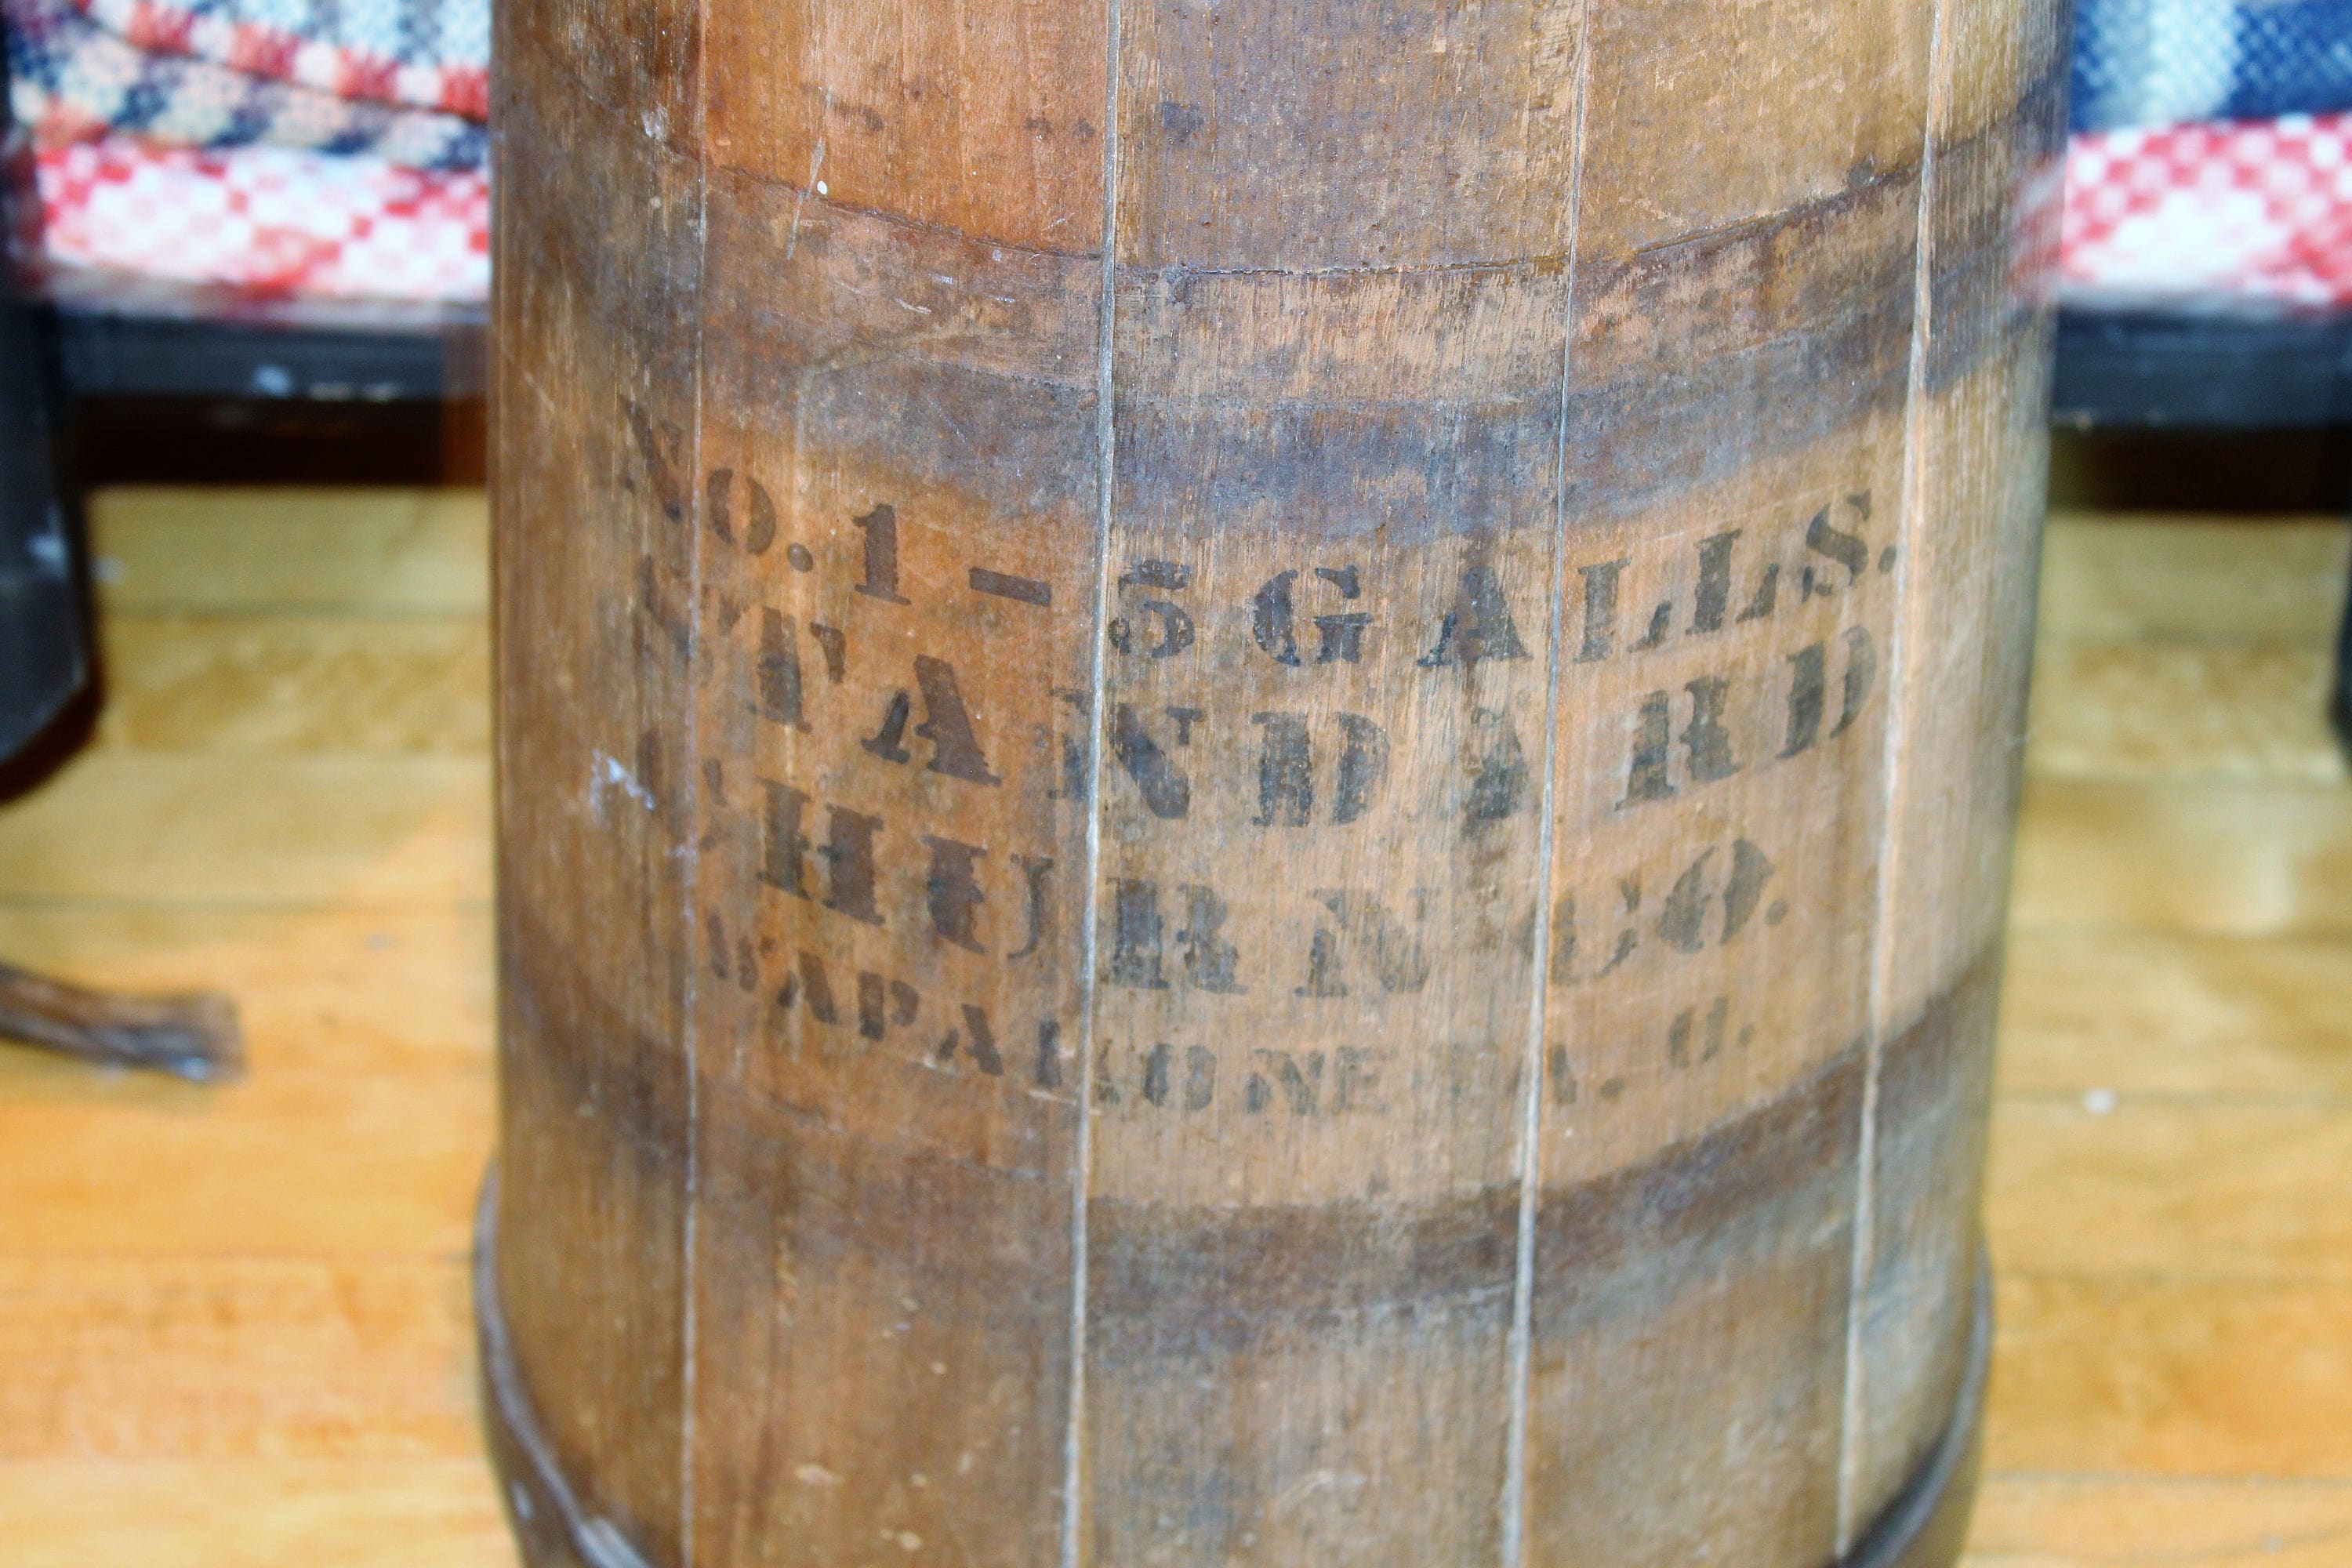 No. 1 – 5 GALLS.
STANDARD
CHURN CO.
WAPAKONETA. O.